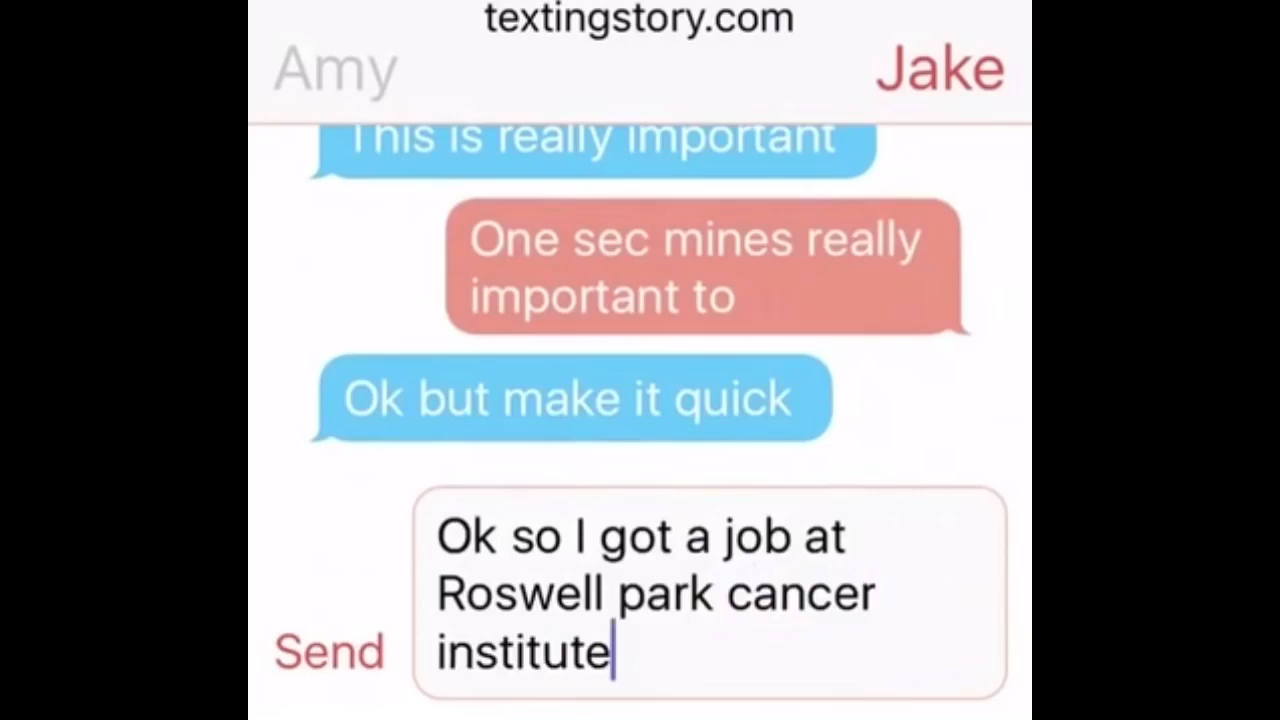 textingstory.com
Amy Jake
This is really important
One sec mines really
important to
Ok but make it quick
Ok so I got a job at
Roswell park cancer
institute
Send